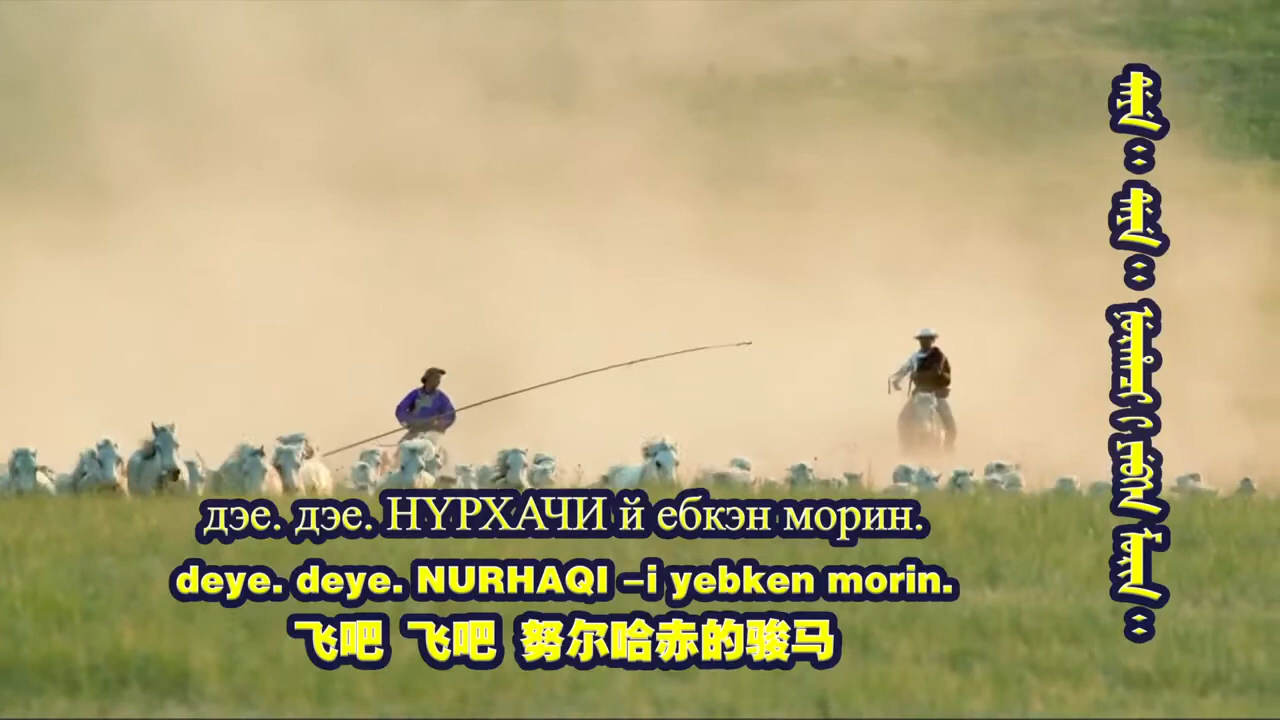 дэе. дэе. НҮРХАЧИ й ебкэн морин.
deye. deye. NURHAQI –i yebken morin.
飞吧 飞吧 努尔哈赤的骏马
ᡩᡝᠶᡝ᠉ ᡩᡝᠶᡝ᠉ ᠨᡠᡵᡥᠠᠴᡳ ᡳ ᠶᡝᠪᡴᡝᠨ ᠮᠣᡵᡳᠨ᠉